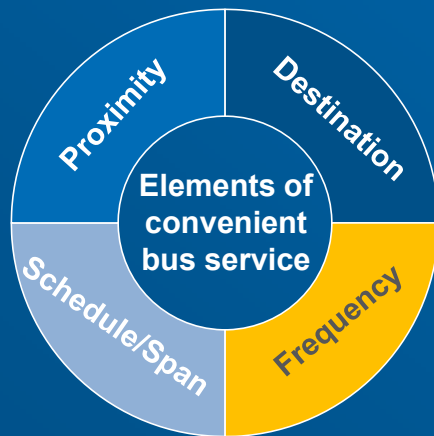 Proximity
Destination
Elements of
convenient
bus service
Schedule/Span
Frequency